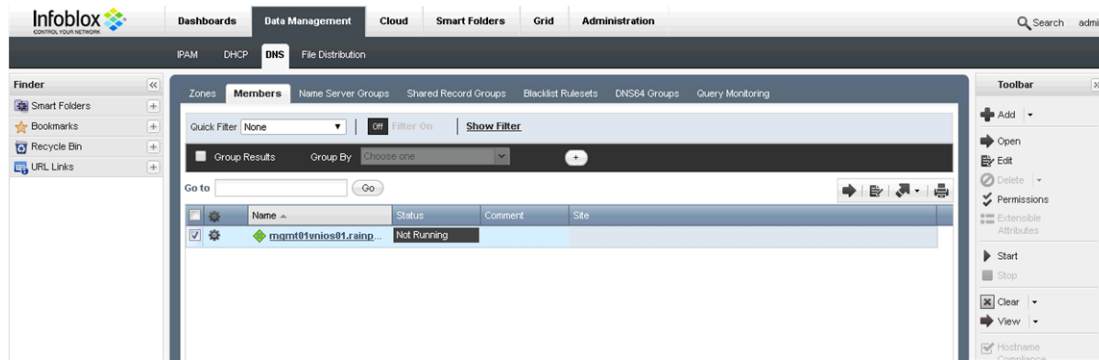 Infoblox
CONTROL YOUR NETWORK
Dashboards Data Management Cloud Smart Folders Grid Administration
Search admi
IPAM DHCP DNS File Distribution
Finder
Smart Folders
Bookmarks
Recycle Bin
URL Links
Zones Members Name Server Groups Shared Record Groups Blacklist Rulesets DNS64 Groups Query Monitoring
Quick Filter None Off Filter On Show Filter
Group Results Group By Choose one
Go to Go
Name Status Comment Site
mgmt01vnios01.rainp... Not Running
Toolbar
Add
Open
Edit
Delete
Permissions
Extensible
Attributes
Start
Stop
Clear
View
Hostname
Compliance